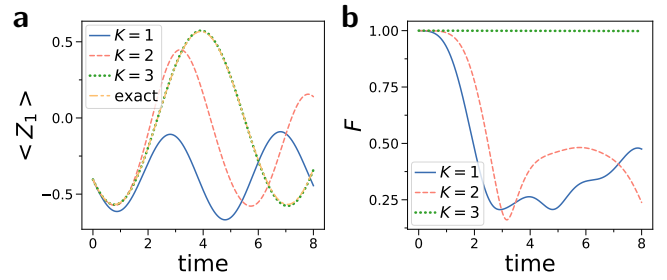 a
< Z₁ >
0.5
0.0
−0.5
K = 1
K = 2
K = 3
exact
0 2 4 6 8
time
b
F
1.00
0.75
0.50
0.25
K = 1
K = 2
K = 3
0 2 4 6 8
time